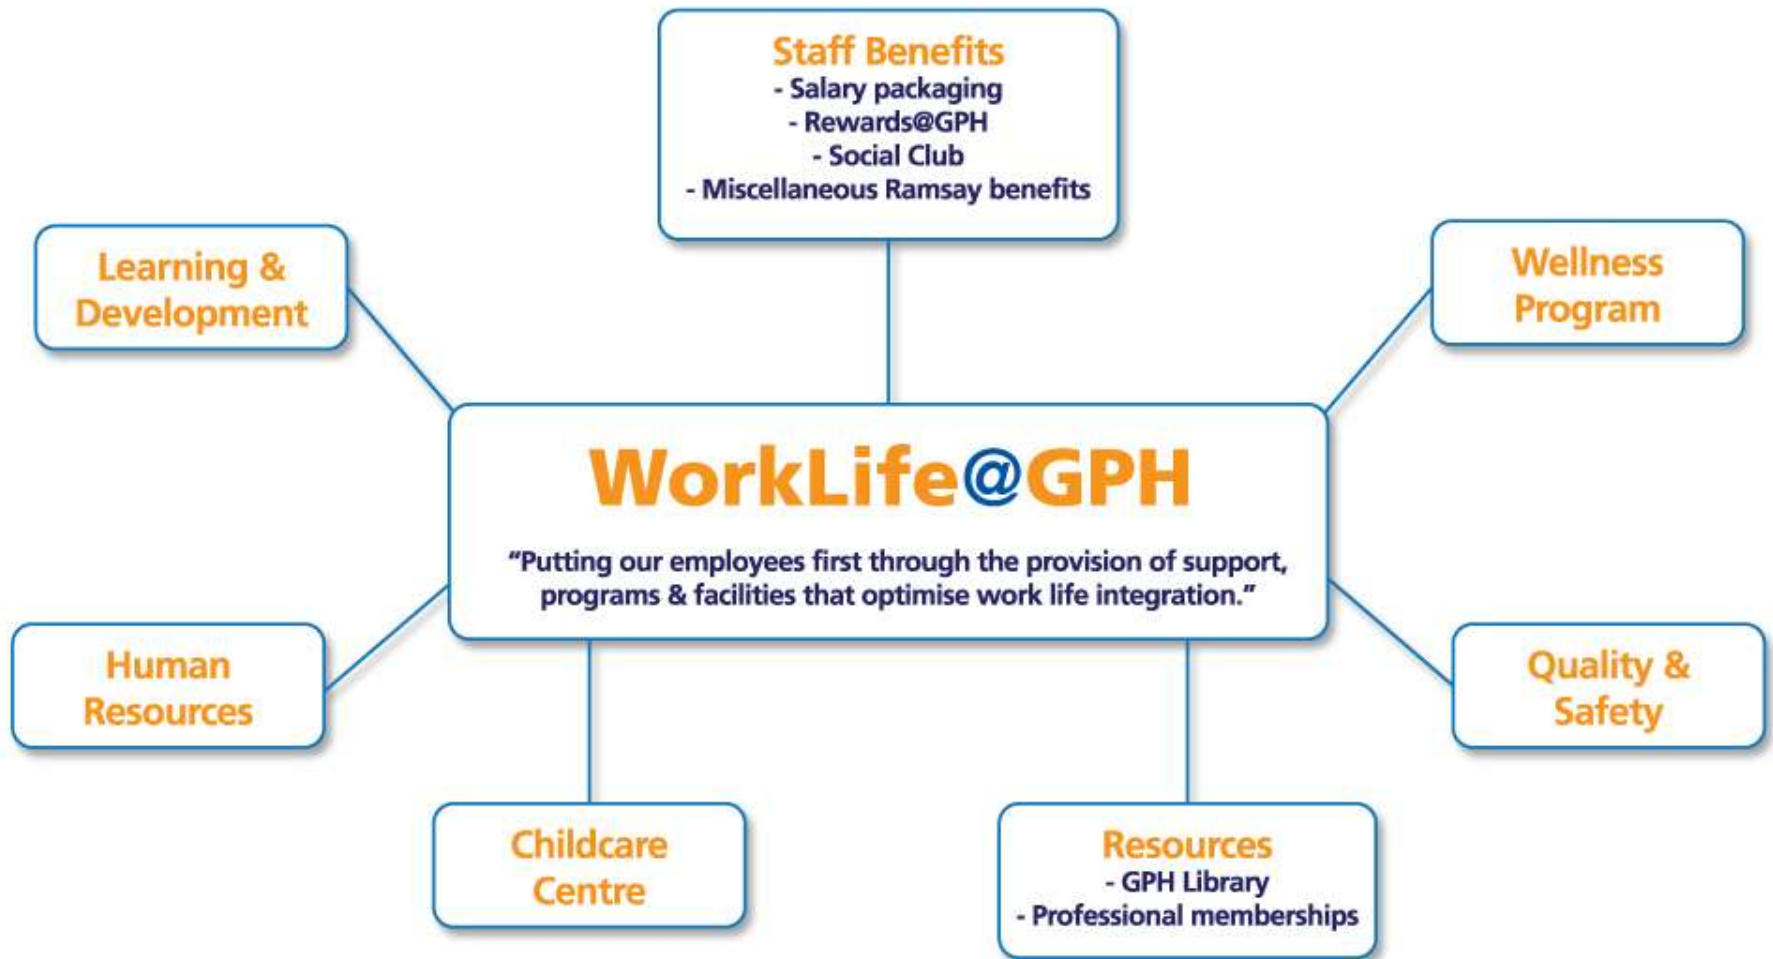 Staff Benefits
- Salary packaging
- Rewards@GPH
- Social Club
- Miscellaneous Ramsay benefits
Learning &
Development
Wellness
Program
WorkLife@GPH
“Putting our employees first through the provision of support,
programs & facilities that optimise work life integration.”
Human
Resources
Quality &
Safety
Childcare
Centre
Resources
- GPH Library
- Professional memberships